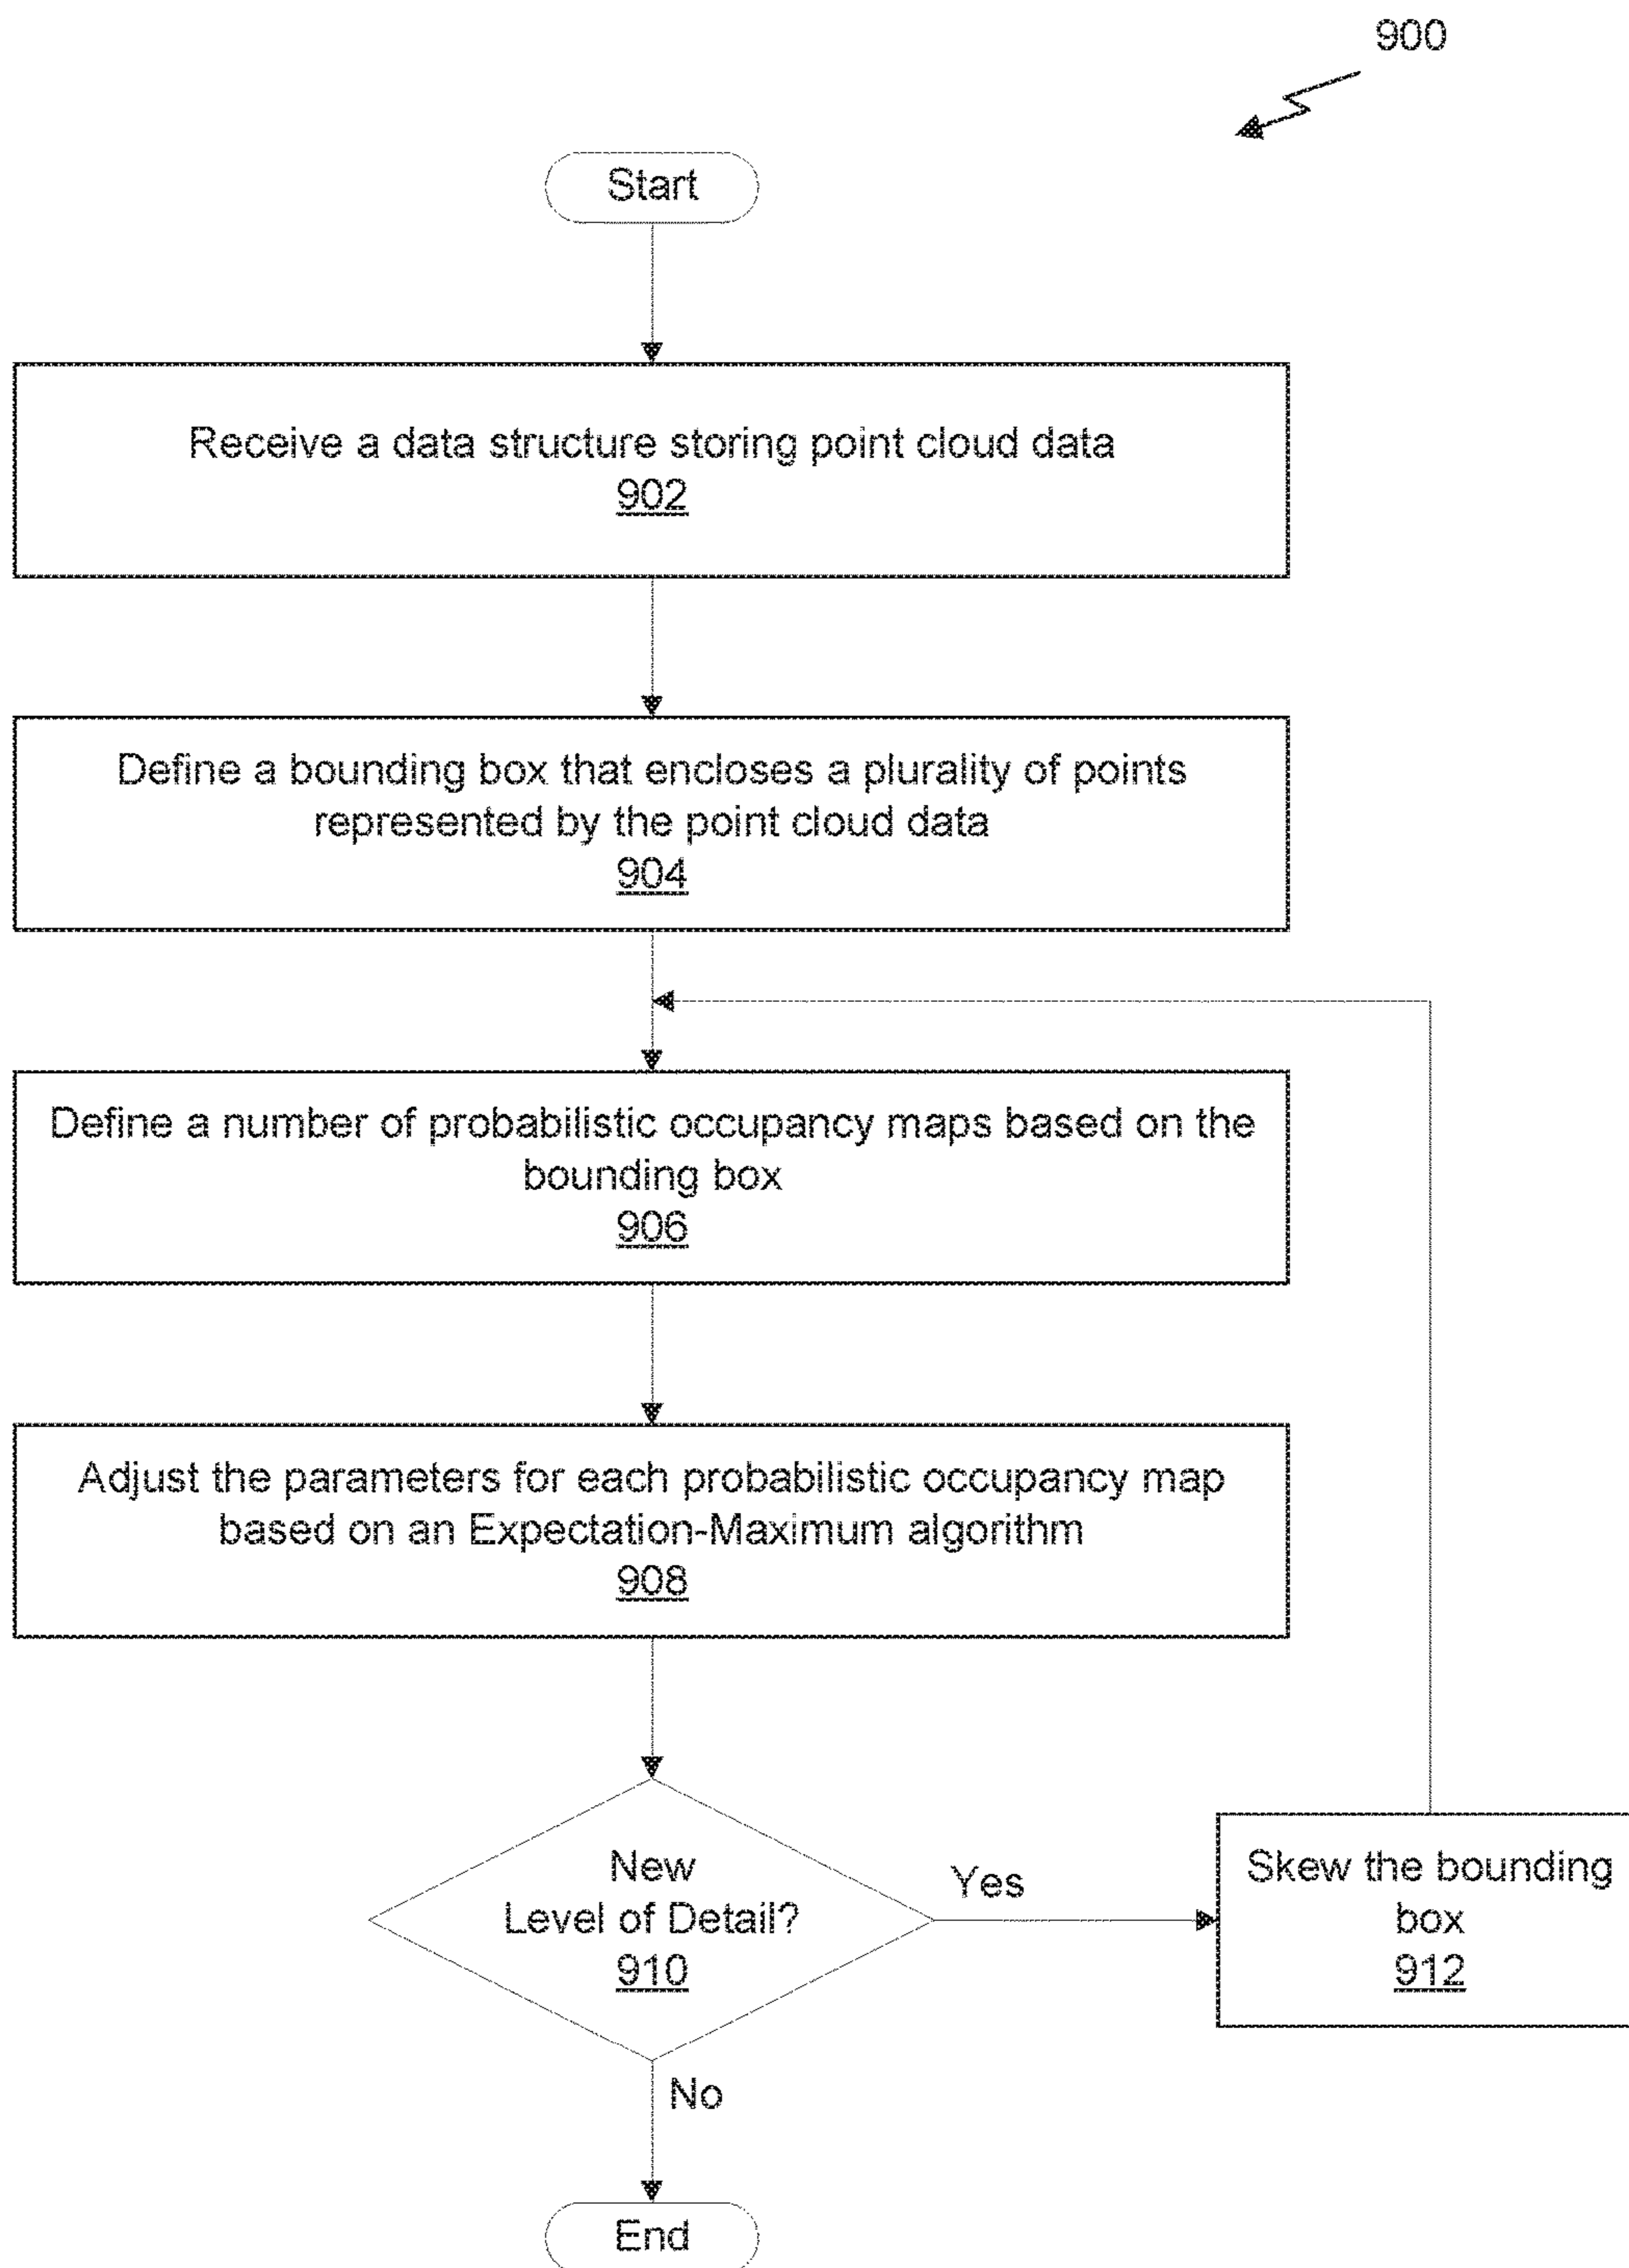 900
Start
Receive a data structure storing point cloud data
902
Define a bounding box that encloses a plurality of points
represented by the point cloud data
904
Define a number of probabilistic occupancy maps based on the
bounding box
906
Adjust the parameters for each probabilistic occupancy map
based on an Expectation-Maximum algorithm
908
New
Level of Detail?
910
Yes
Skew the bounding
box
912
No
End